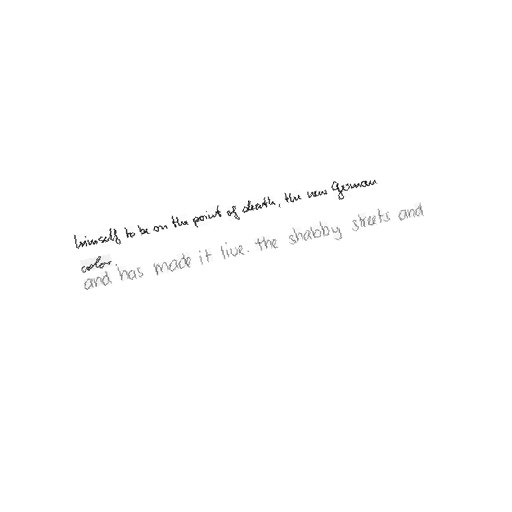 himself to be on the point of death, the new German
color.
and has made it live. the shabby streets and